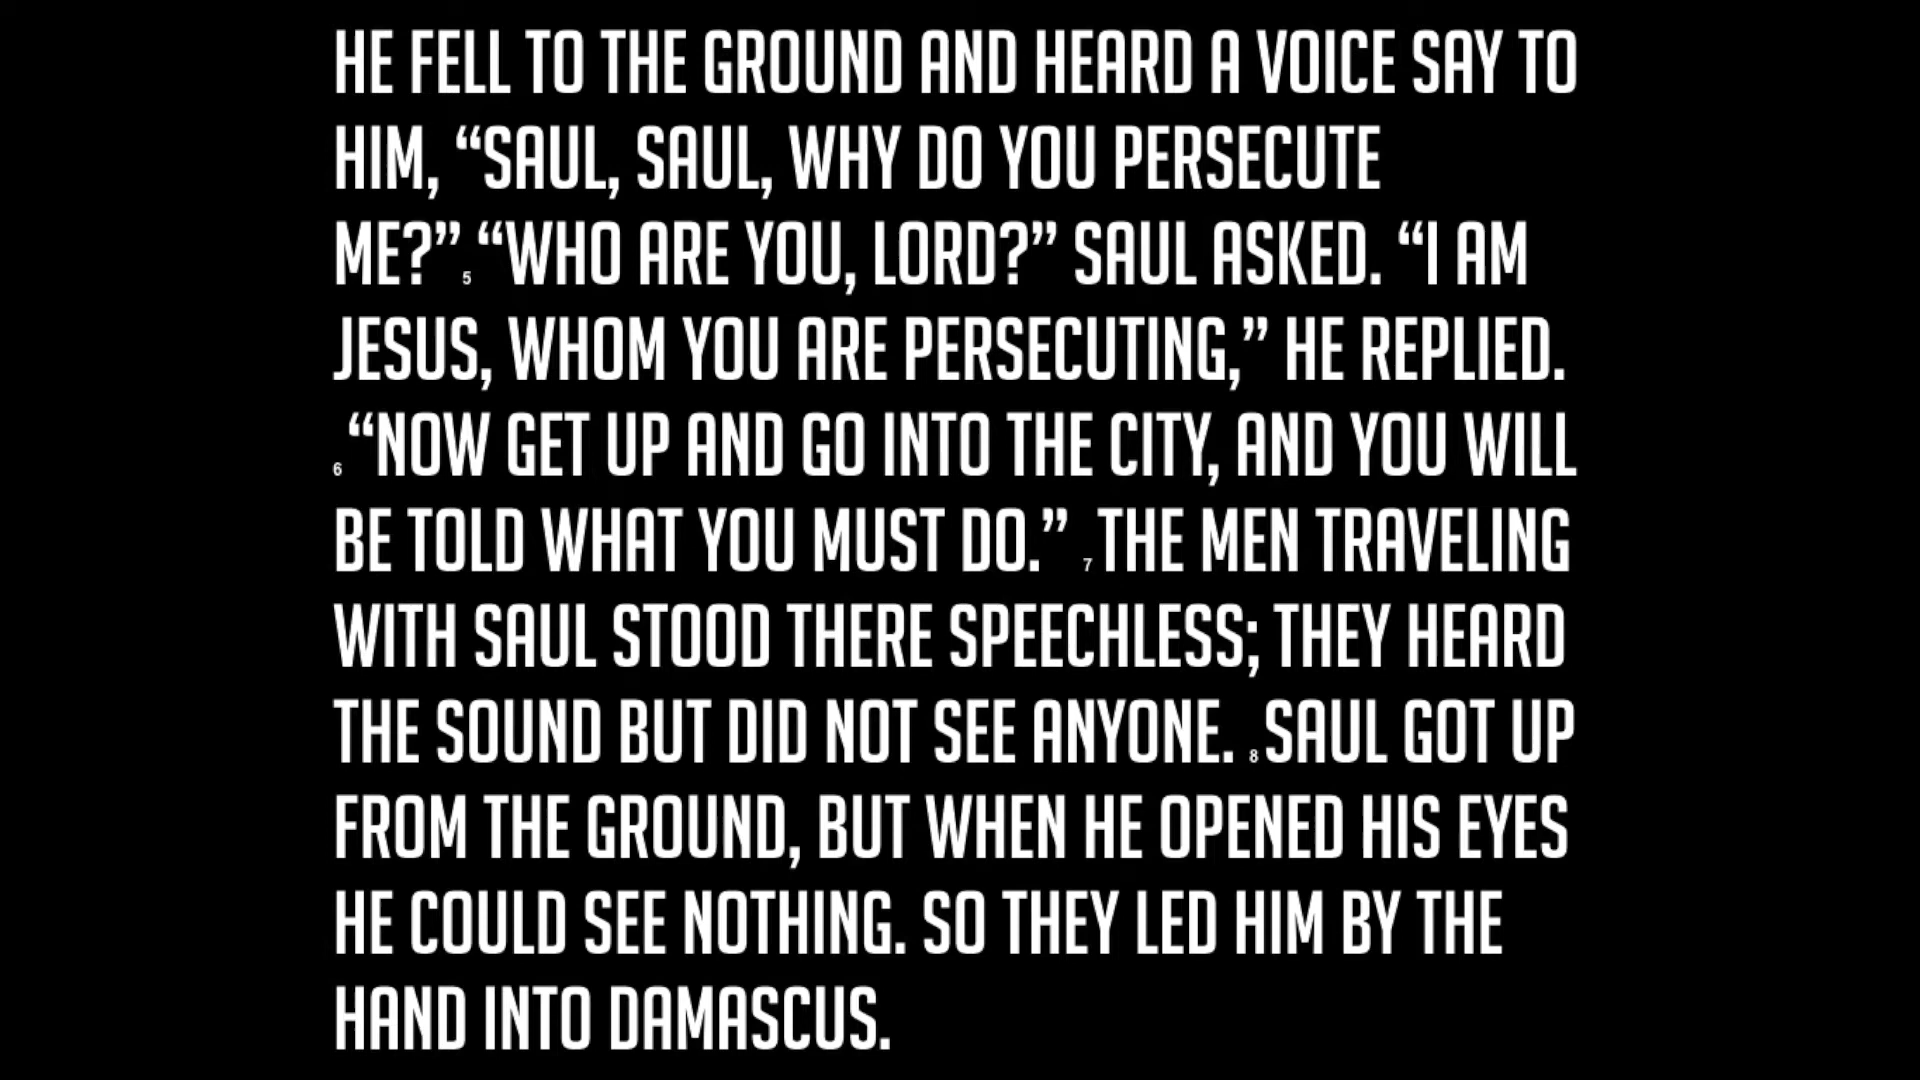 HE FELL TO THE GROUND AND HEARD A VOICE SAY TO
HIM, “SAUL, SAUL, WHY DO YOU PERSECUTE
ME?” 5 “WHO ARE YOU, LORD?” SAUL ASKED. “I AM
JESUS, WHOM YOU ARE PERSECUTING,” HE REPLIED.
6 “NOW GET UP AND GO INTO THE CITY, AND YOU WILL
BE TOLD WHAT YOU MUST DO.” 7 THE MEN TRAVELING
WITH SAUL STOOD THERE SPEECHLESS; THEY HEARD
THE SOUND BUT DID NOT SEE ANYONE. 8 SAUL GOT UP
FROM THE GROUND, BUT WHEN HE OPENED HIS EYES
HE COULD SEE NOTHING. SO THEY LED HIM BY THE
HAND INTO DAMASCUS.